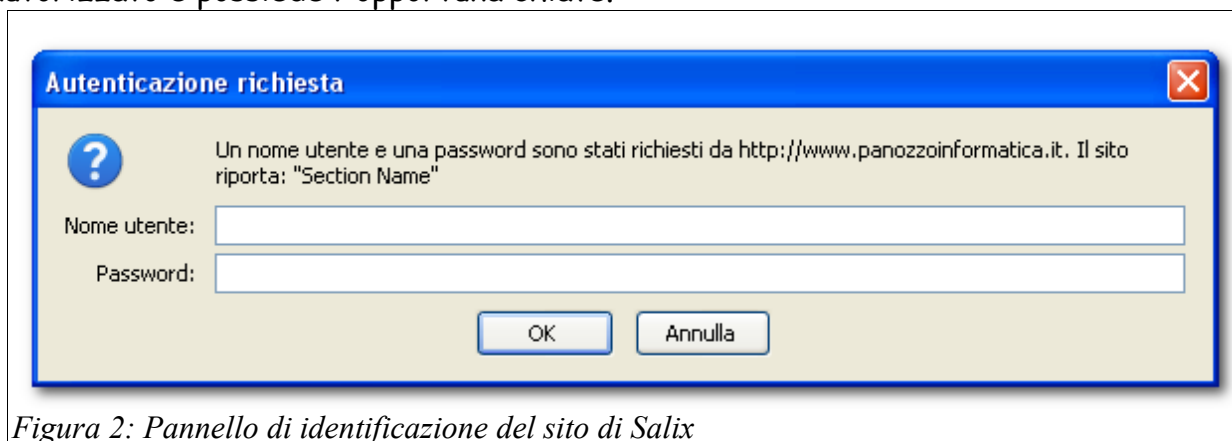 Autenticazione richiesta
Un nome utente e una password sono stati richiesti da http://www.panozzoinformatica.it. Il sito
riporta: "Section Name"
Nome utente:
Password:
OK
Annulla
Figura 2: Pannello di identificazione del sito di Salix